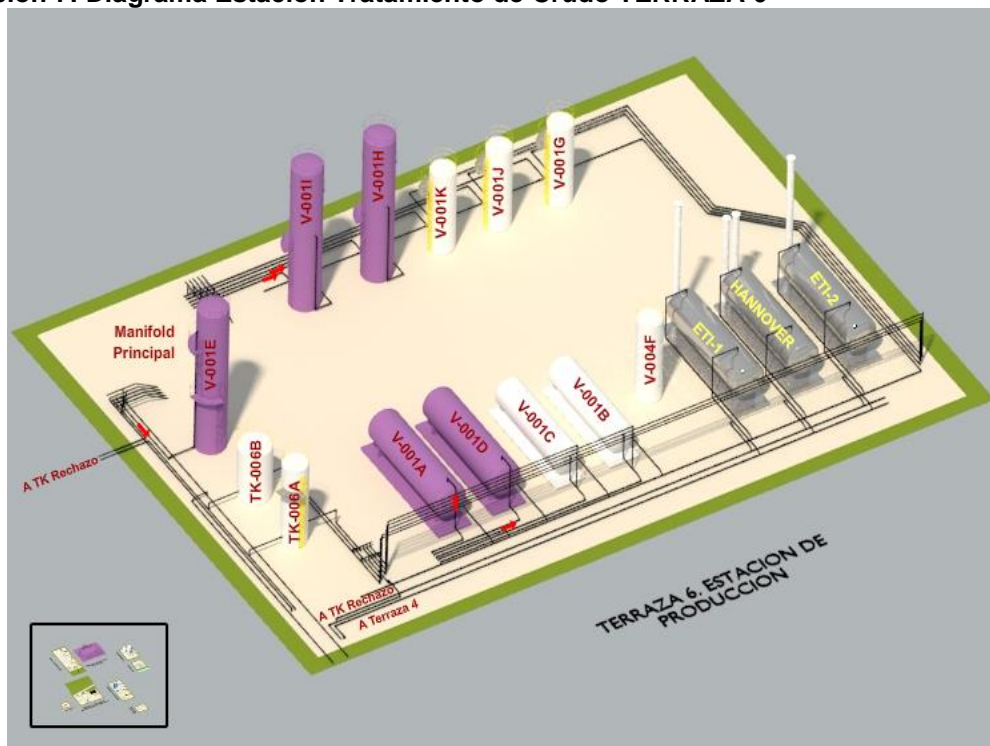 V-001I
V-001H
V-001K
V-001J
V-001G
Manifold
Principal
V-001E
V-004F
ETI-1
HANNOVER
ETI-2
A TK Rechazo
TK-006B
TK-006A
V-001A
V-001D
V-001C
V-001B
A TK Rechazo
A Terraza 4
TERRAZA 6. ESTACION DE
PRODUCCION